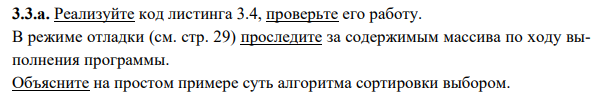 3.3.а. Реализуйте код листинга 3.4, проверьте его работу.
В режиме отладки (см. стр. 29) проследите за содержимым массива по ходу вы-
полнения программы.
Объясните на простом примере суть алгоритма сортировки выбором.